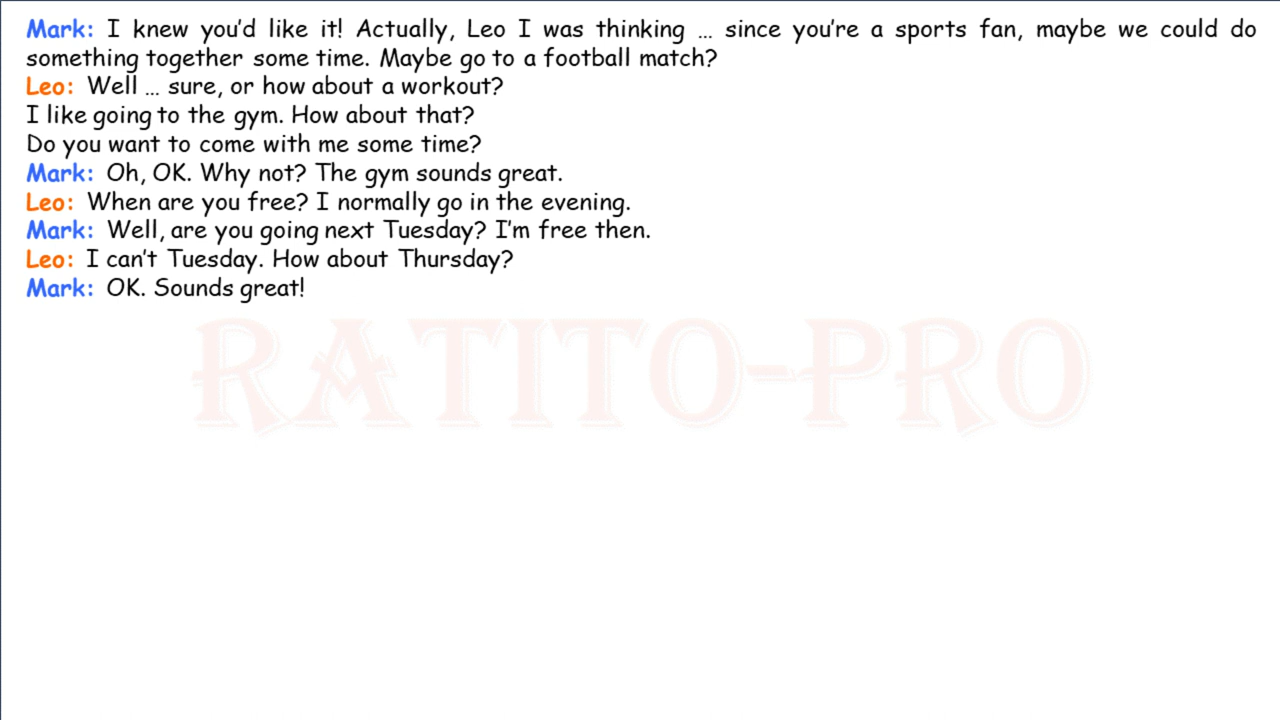 Mark: I knew you'd like it! Actually, Leo I was thinking … since you're a sports fan, maybe we could do
something together some time. Maybe go to a football match?
Leo: Well … sure, or how about a workout?
I like going to the gym. How about that?
Do you want to come with me some time?
Mark: Oh, OK. Why not? The gym sounds great.
Leo: When are you free? I normally go in the evening.
Mark: Well, are you going next Tuesday? I'm free then.
Leo: I can't Tuesday. How about Thursday?
Mark: OK. Sounds great!
RATITO-PRO